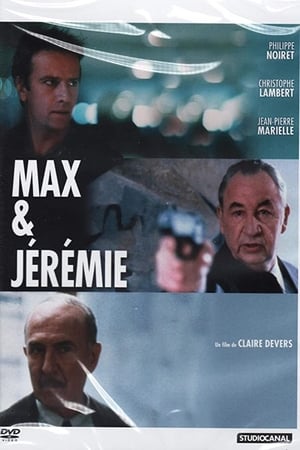 PHILIPPE
NOIRET
CHRISTOPHE
LAMBERT
JEAN-PIERRE
MARIELLE
MAX
&
JÉRÉMIE
Un film de CLAIRE DEVERS
DVD
VIDEO
STUDIOCANAL